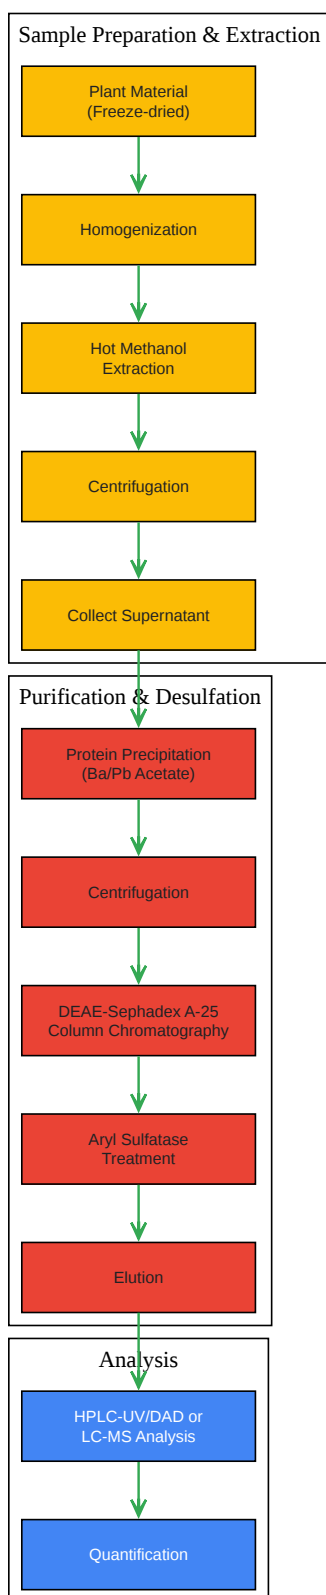 Sample Preparation & Extraction
Plant Material
(Freeze-dried)
Homogenization
Hot Methanol
Extraction
Centrifugation
Collect Supernatant
Purification & Desulfation
Protein Precipitation
(Ba/Pb Acetate)
Centrifugation
DEAE-Sephadex A-25
Column Chromatography
Aryl Sulfatase
Treatment
Elution
Analysis
HPLC-UV/DAD or
LC-MS Analysis
Quantification